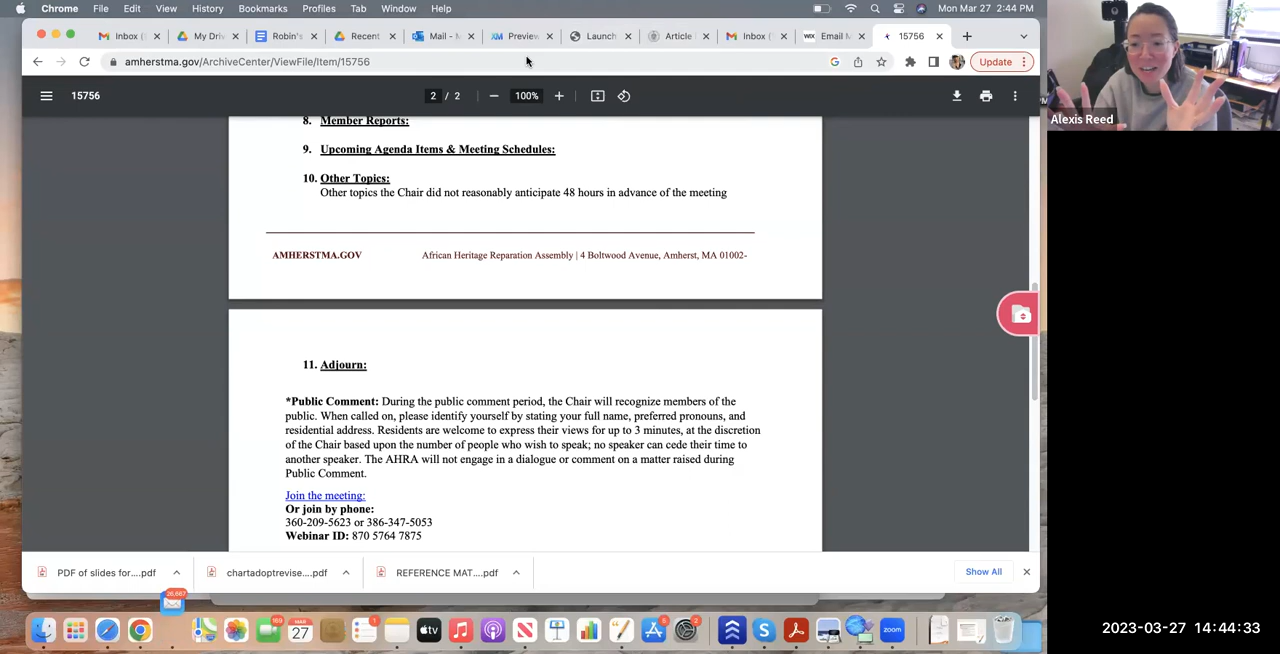 Chrome File Edit View History Bookmarks Profiles Tab Window Help Mon Mar 27 2:44 PM
Inbox ( My Dri Robin's Recent Mail - M Preview Launch Article Inbox ( Email M 15756
amherstma.gov/ArchiveCenter/ViewFile/Item/15756 Update
15756 2 / 2 100%
Alexis Reed
8. Member Reports:
9. Upcoming Agenda Items & Meeting Schedules:
10. Other Topics:
Other topics the Chair did not reasonably anticipate 48 hours in advance of the meeting
AMHERSTMA.GOV African Heritage Reparation Assembly | 4 Boltwood Avenue, Amherst, MA 01002-
11. Adjourn:
*Public Comment: During the public comment period, the Chair will recognize members of the
public. When called on, please identify yourself by stating your full name, preferred pronouns, and
residential address. Residents are welcome to express their views for up to 3 minutes, at the discretion
of the Chair based upon the number of people who wish to speak; no speaker can cede their time to
another speaker. The AHRA will not engage in a dialogue or comment on a matter raised during
Public Comment.
Join the meeting:
Or join by phone:
360-209-5623 or 386-347-5053
Webinar ID: 870 5764 7875
PDF of slides for....pdf chartadoptrevise....pdf REFERENCE MAT....pdf Show All
26,687
MAR
27
tv
zoom
2023-03-27 14:44:33